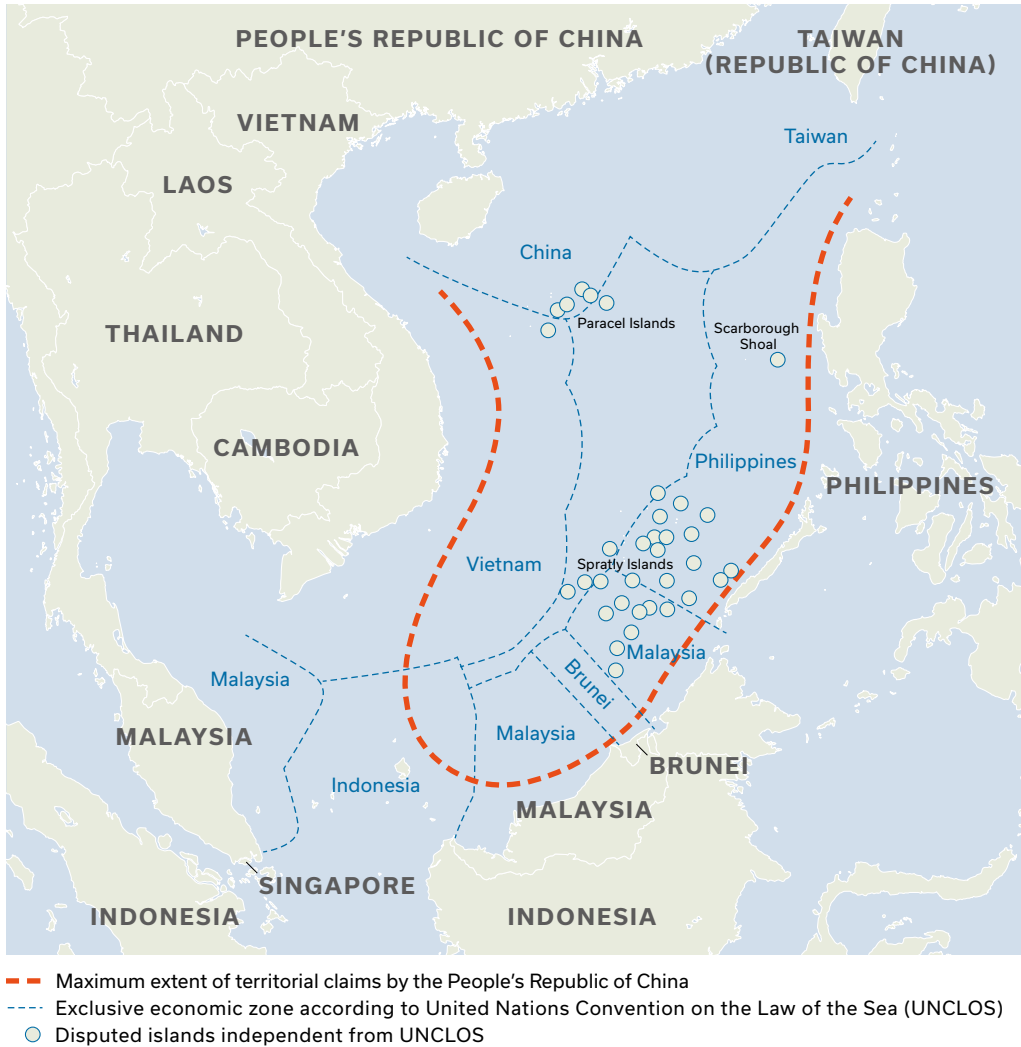 PEOPLE'S REPUBLIC OF CHINA
TAIWAN
(REPUBLIC OF CHINA)
VIETNAM
Taiwan
LAOS
China
Paracel Islands
Scarborough
Shoal
THAILAND
CAMBODIA
Philippines
PHILIPPINES
Vietnam
Spratly Islands
Malaysia
Malaysia
Brunei
MALAYSIA
Malaysia
BRUNEI
Indonesia
MALAYSIA
SINGAPORE
INDONESIA
INDONESIA
Maximum extent of territorial claims by the People's Republic of China
Exclusive economic zone according to United Nations Convention on the Law of the Sea (UNCLOS)
Disputed islands independent from UNCLOS